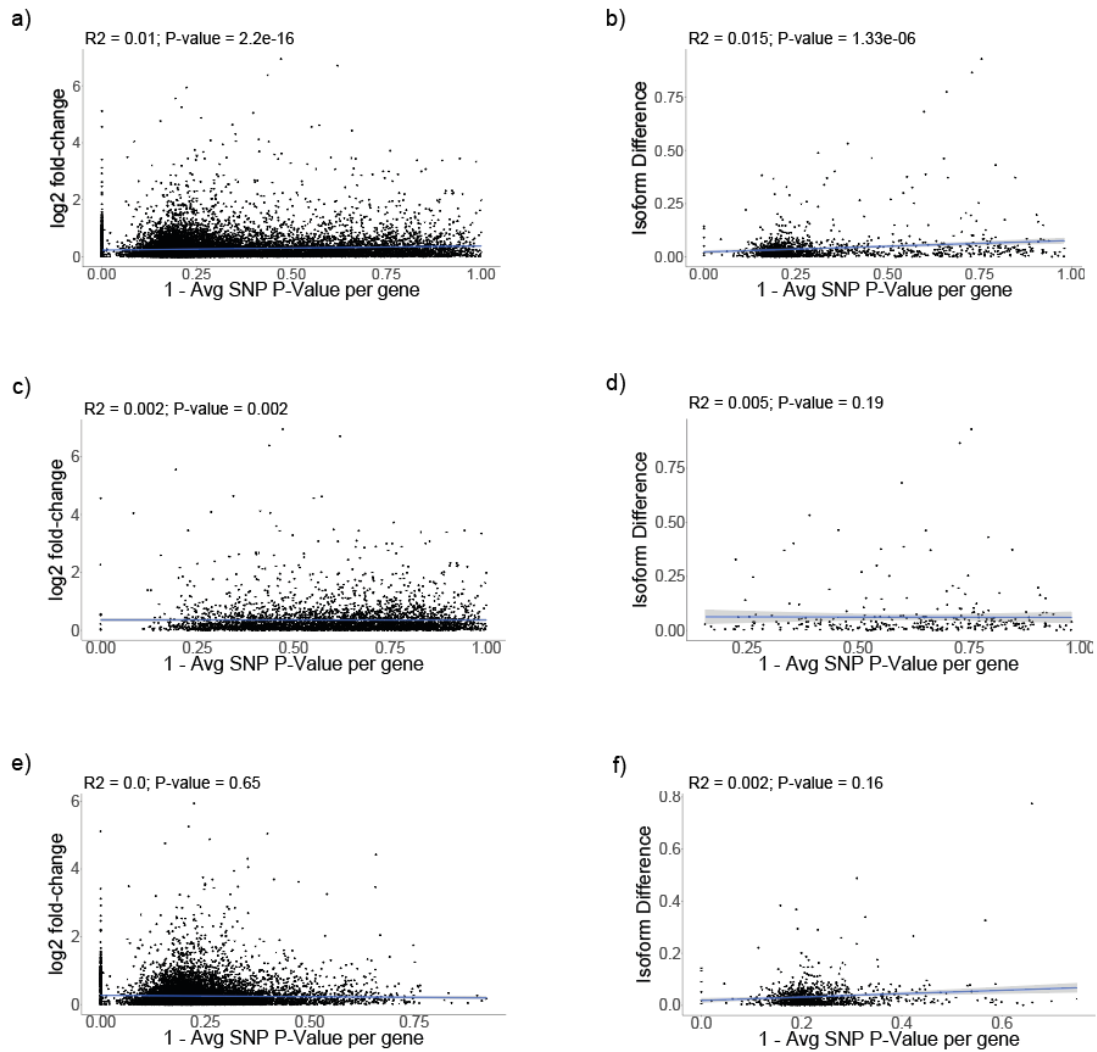 a)
R2 = 0.01; P-value = 2.2e-16
log2 fold-change
6
4
2
0
0.00 0.25 0.50 0.75 1.00
1 - Avg SNP P-Value per gene
b)
R2 = 0.015; P-value = 1.33e-06
Isoform Difference
0.75
0.50
0.25
0.00
0.00 0.25 0.50 0.75 1.00
1 - Avg SNP P-Value per gene
c)
R2 = 0.002; P-value = 0.002
log2 fold-change
6
4
2
0
0.00 0.25 0.50 0.75 1.00
1 - Avg SNP P-Value per gene
d)
R2 = 0.005; P-value = 0.19
Isoform Difference
0.75
0.50
0.25
0.00
0.25 0.50 0.75 1.00
1 - Avg SNP P-Value per gene
e)
R2 = 0.0; P-value = 0.65
log2 fold-change
6
4
2
0
0.00 0.25 0.50 0.75
1 - Avg SNP P-Value per gene
f)
R2 = 0.002; P-value = 0.16
Isoform Difference
0.8
0.6
0.4
0.2
0.0
0.0 0.2 0.4 0.6
1 - Avg SNP P-Value per gene